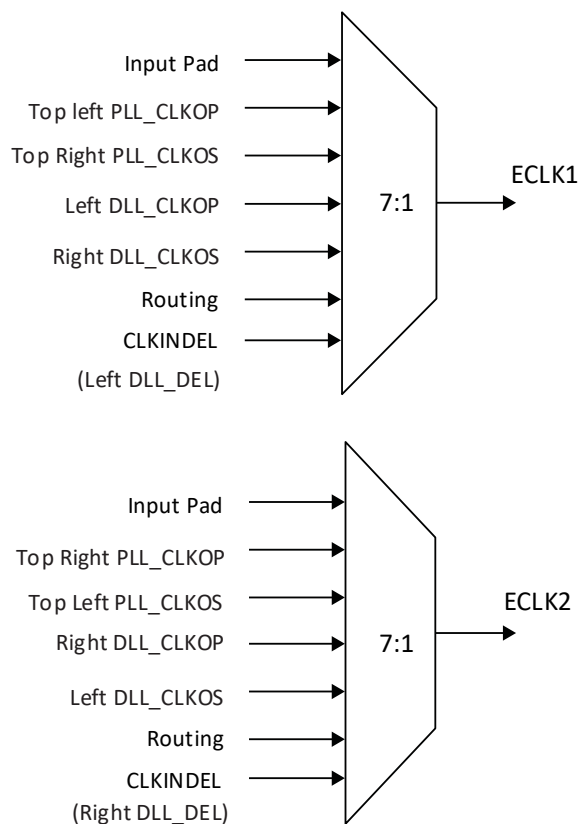 Input Pad
Top left PLL_CLKOP
Top Right PLL_CLKOS
Left DLL_CLKOP
Right DLL_CLKOS
Routing
CLKINDEL
(Left DLL_DEL)
7:1
ECLK1
Input Pad
Top Right PLL_CLKOP
Top Left PLL_CLKOS
Right DLL_CLKOP
Left DLL_CLKOS
Routing
CLKINDEL
(Right DLL_DEL)
7:1
ECLK2